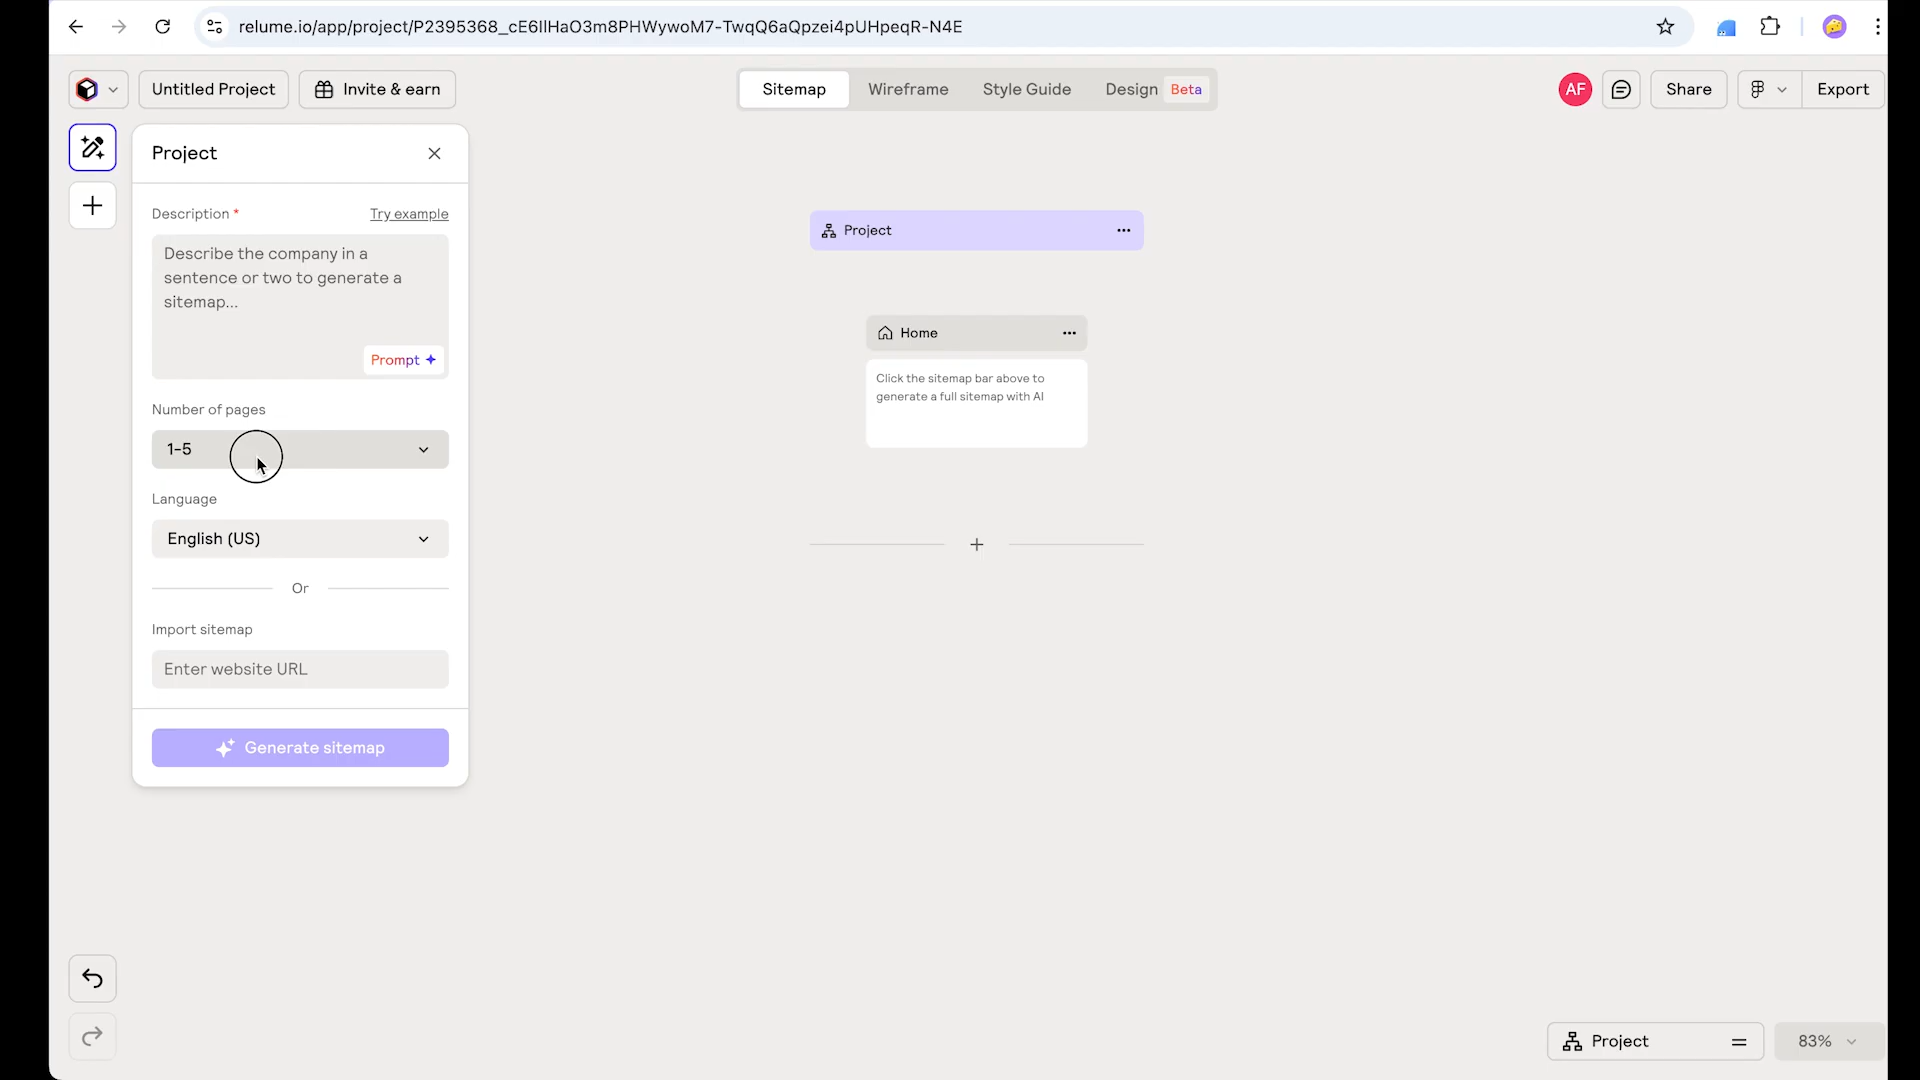 relume.io/app/project/P2395368_cE6llHaO3m8PHWywoM7-TwqQ6aQpzei4pUHpeqR-N4E
Untitled Project
Invite & earn
Sitemap
Wireframe
Style Guide
Design Beta
AF
Share
Export
Project
Description *
Try example
Describe the company in a
sentence or two to generate a
sitemap...
Prompt
Number of pages
1-5
Language
English (US)
Or
Import sitemap
Enter website URL
Generate sitemap
Project
Home
Click the sitemap bar above to
generate a full sitemap with AI
Project
83%